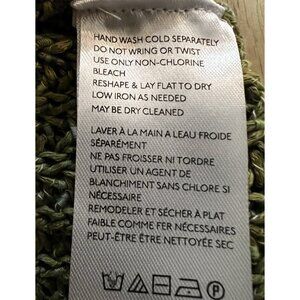 HAND WASH COLD SEPARATELY
DO NOT WRING OR TWIST
USE ONLY NON-CHLORINE
BLEACH
RESHAPE & LAY FLAT TO DRY
LOW IRON AS NEEDED
MAY BE DRY CLEANED
LAVER À LA MAIN A LEAU FROIDE
SÉPARÉMENT
NE PAS FROISSER NI TORDRE
UTILISER UN AGENT DE
BLANCHIMENT SANS CHLORE SI
NÉCESSAIRE
REMODELER ET SÉCHER À PLAT
FAIBLE COMME FER NÉCESSAIRES
PEUT-ÊTRE ÊTRE NETTOYÉE SEC
P